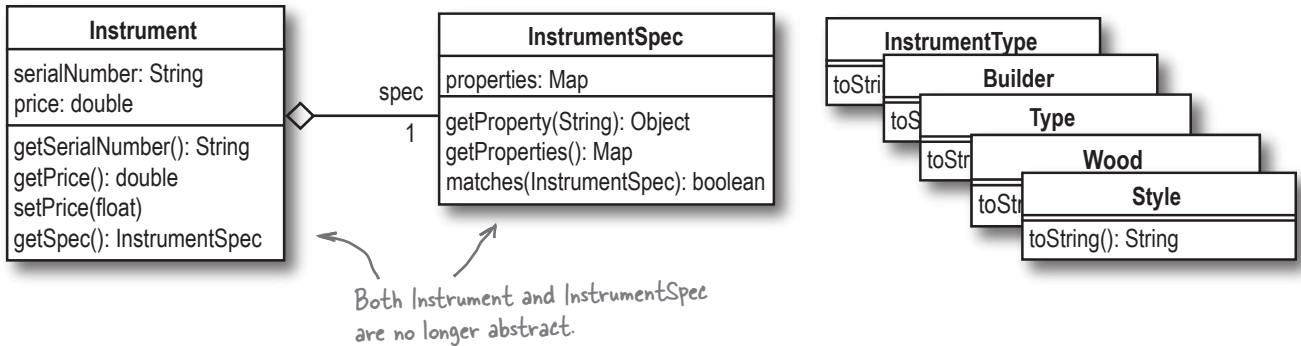 Instrument
serialNumber: String
price: double
getSerialNumber(): String
getPrice(): double
setPrice(float)
getSpec(): InstrumentSpec
spec
1
InstrumentSpec
properties: Map
getProperty(String): Object
getProperties(): Map
matches(InstrumentSpec): boolean
Both Instrument and InstrumentSpec
are no longer abstract.
InstrumentType
toStri
Builder
toS
Type
toStr
Wood
toStr
Style
toString(): String